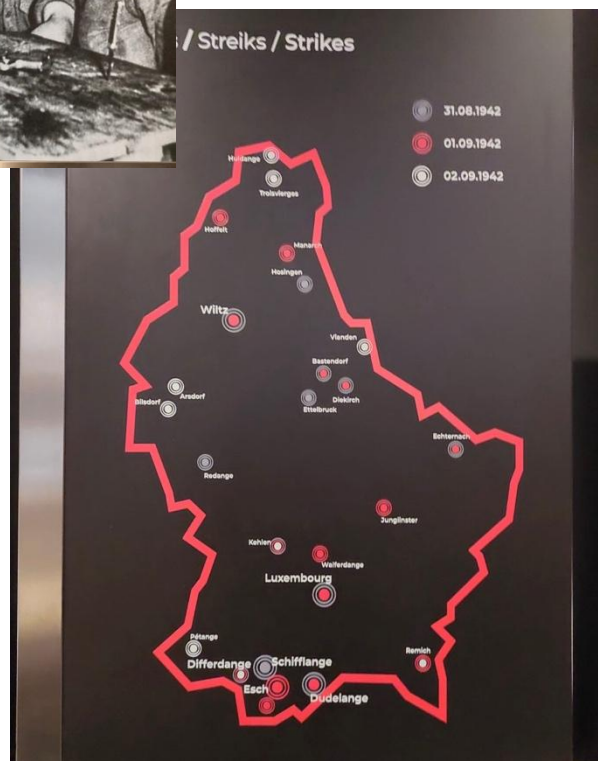 / Streiks / Strikes
31.08.1942
01.09.1942
02.09.1942
Huldange
Troisvierges
Hoffelt
Marnach
Hosingen
Wiltz
Vianden
Bastendorf
Diekirch
Ettelbruck
Arsdorf
Bilsdorf
Echternach
Redange
Junglinster
Kehlen
Walferdange
Luxembourg
Pétange
Differdange
Schifflange
Remich
Esch
Dudelange